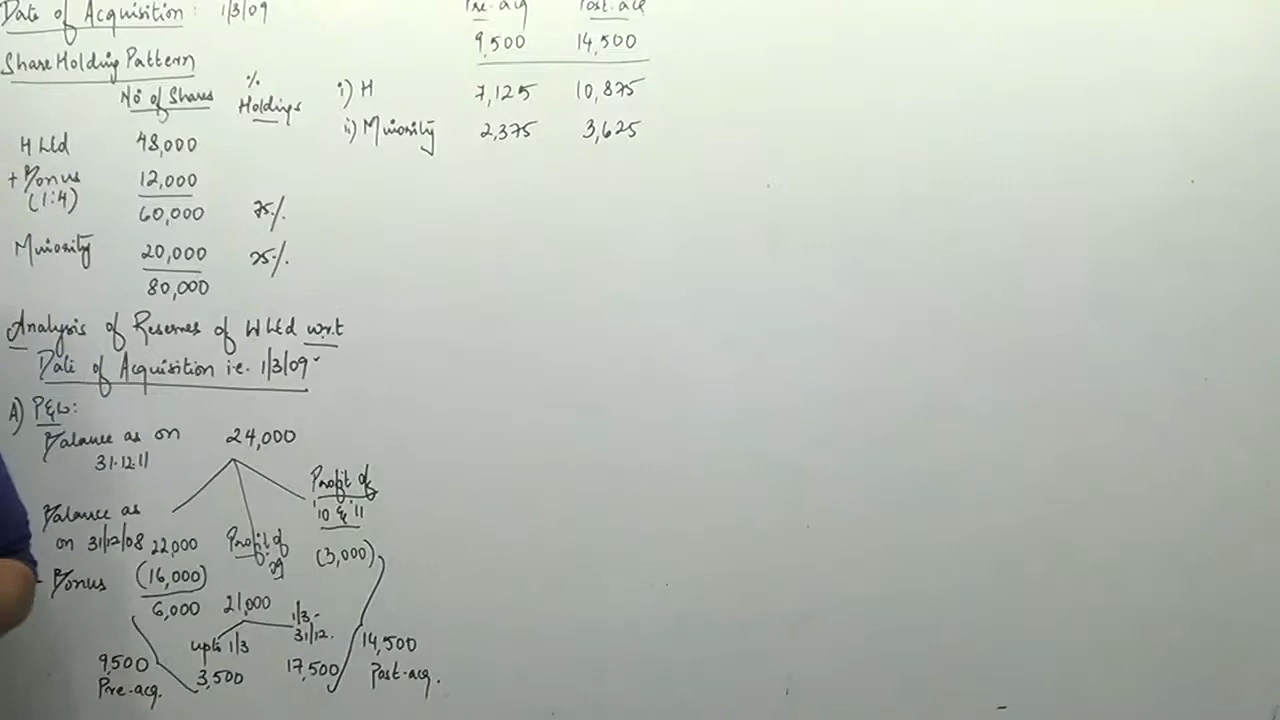 Date of Acquisition: 1/3/09
Pre-acq Post-acq
9,500 14,500
i) H 7,125 10,875
ii) Minority 2,375 3,625
ShareHolding Pattern
No of Shares % Holdings
H Ltd 48,000
+ Bonus 12,000
(1:4)
60,000 75%
Minority 20,000 25%
80,000
Analysis of Reserves of W Ltd w.r.t
Date of Acquisition i.e. 1/3/09
A) P&L:
Balance as on 24,000
31.12.11
Balance as
on 31/12/08 22,000
- Bonus (16,000)
6,000
Profit of
'09
21,000
upto 1/3
3,500
1/3 -
31/12.
17,500
Profit of
'10 & '11
(3,000)
9,500
Pre-acq.
14,500
Post-acq.